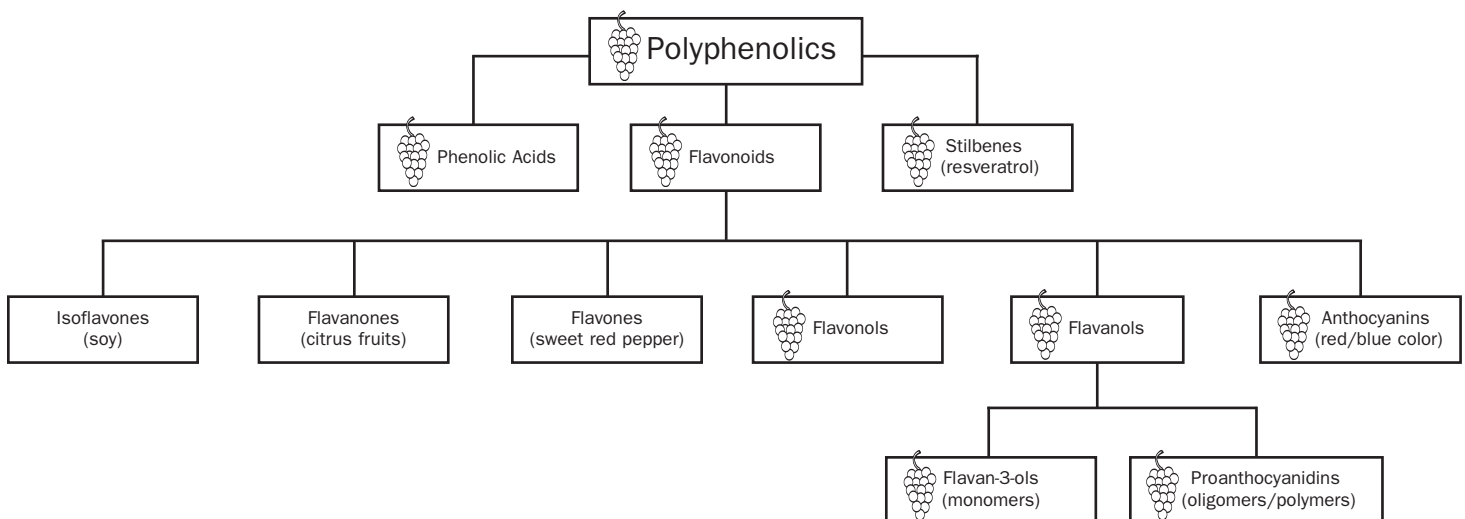 Polyphenolics
Phenolic Acids
Flavonoids
Stilbenes
(resveratrol)
Isoflavones
(soy)
Flavanones
(citrus fruits)
Flavones
(sweet red pepper)
Flavonols
Flavanols
Anthocyanins
(red/blue color)
Flavan-3-ols
(monomers)
Proanthocyanidins
(oligomers/polymers)